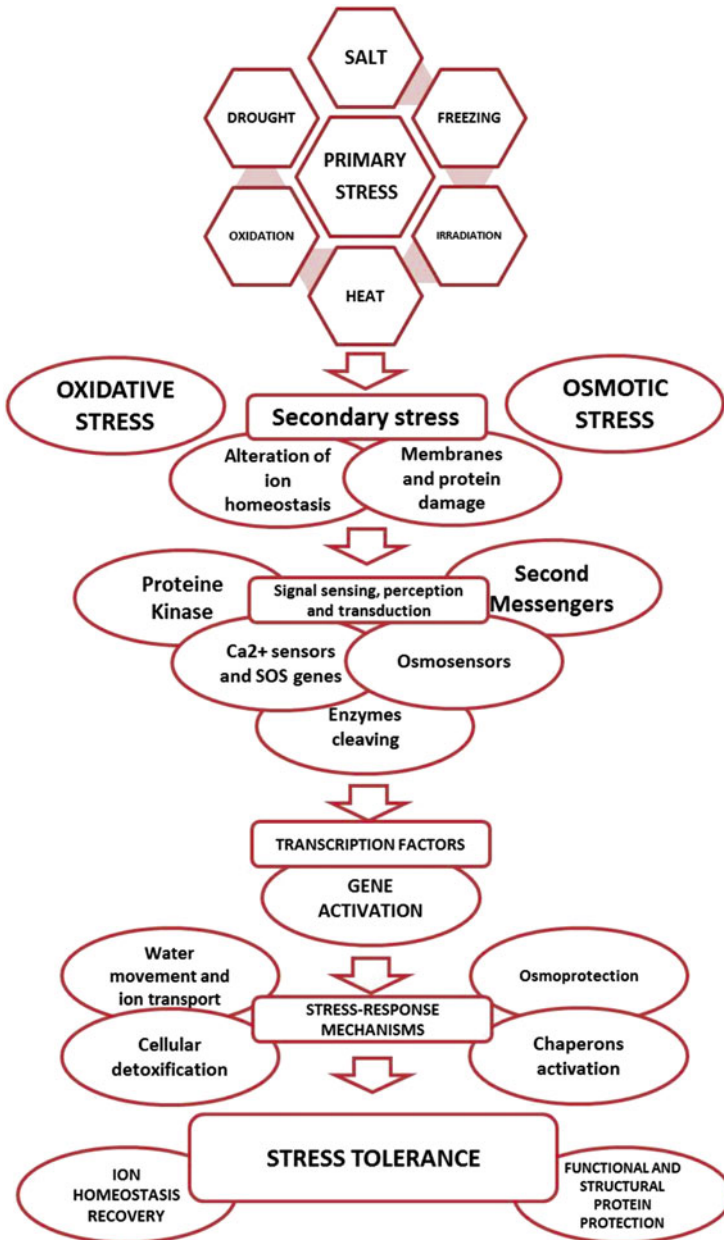 SALT
DROUGHT
FREEZING
PRIMARY
STRESS
OXIDATION
IRRADIATION
HEAT
OXIDATIVE
STRESS
OSMOTIC
STRESS
Secondary stress
Alteration of
ion
homeostasis
Membranes
and protein
damage
Proteine
Kinase
Signal sensing, perception
and transduction
Second
Messengers
Ca2+ sensors
and SOS genes
Osmosensors
Enzymes
cleaving
TRANSCRIPTION FACTORS
GENE
ACTIVATION
Water
movement and
ion transport
Osmoprotection
STRESS-RESPONSE
MECHANISMS
Cellular
detoxification
Chaperons
activation
STRESS TOLERANCE
ION
HOMEOSTASIS
RECOVERY
FUNCTIONAL AND
STRUCTURAL
PROTEIN
PROTECTION